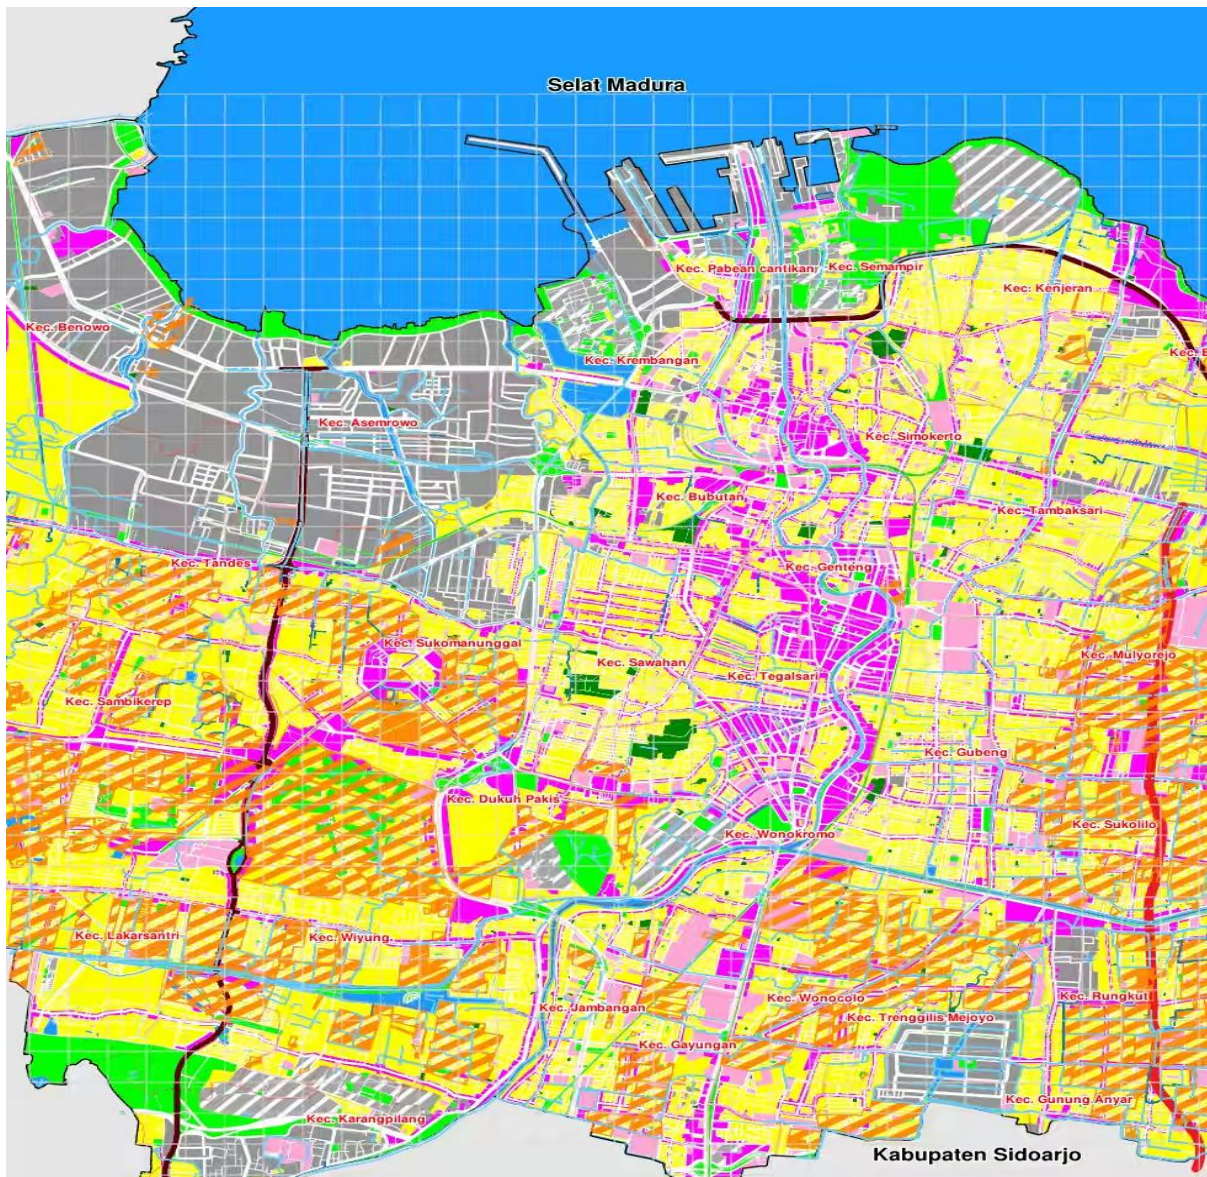 Selat Madura
Kec. Pabean cantikan
Kec. Semampir
Kec. Kenjeran
Kec. Benowo
Kec. Krembangan
Kec. Asemrowo
Kec. Simokerto
Kec. Bubutan
Kec. Tambaksari
Kec. Tandes
Kec. Genteng
Kec. Sukomanunggal
Kec. Sawahan
Kec. Mulyorejo
Kec. Tegalsari
Kec. Sambikerep
Kec. Gubeng
Kec. Dukuh Pakis
Kec. Sukolilo
Kec. Wonokromo
Kec. Lakarsantri
Kec. Wiyung
Kec. Wonocolo
Kec. Rungkut
Kec. Jambangan
Kec. Trenggilis Mejoyo
Kec. Gayungan
Kec. Gunung Anyar
Kec. Karangpilang
Kabupaten Sidoarjo